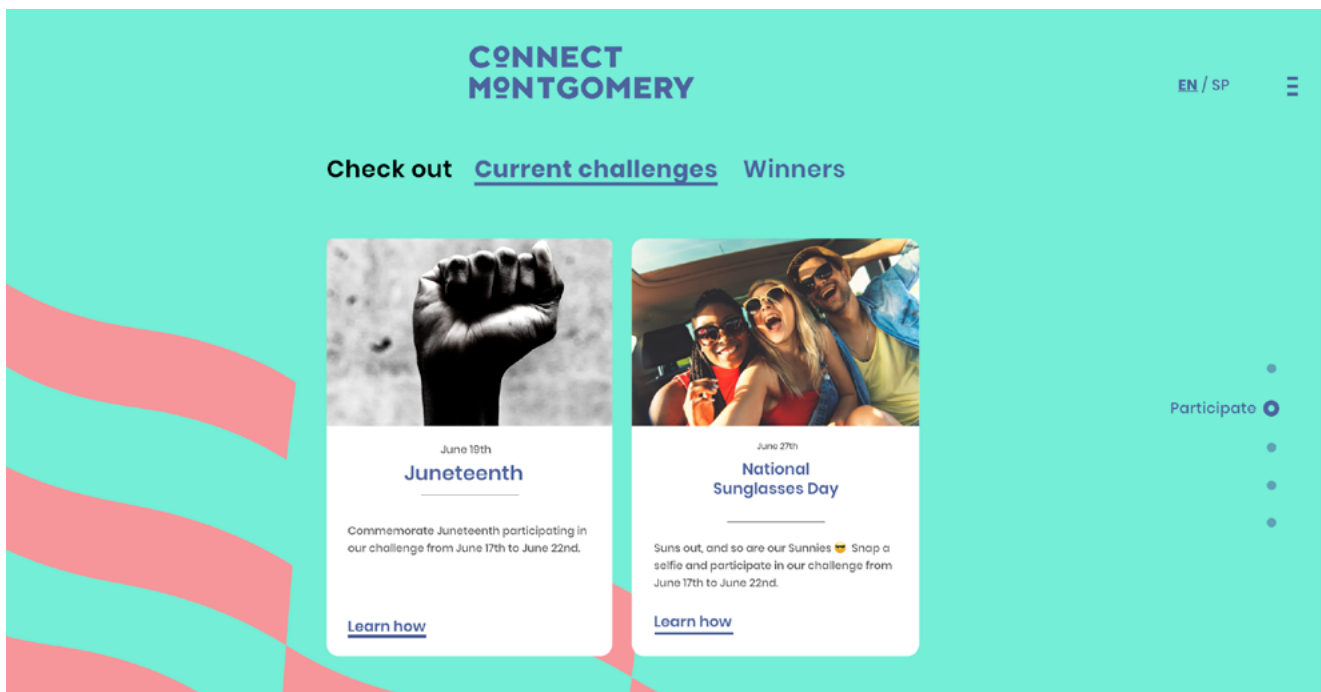 CONNECT
MONTGOMERY
EN / SP
Check out Current challenges Winners
June 19th
Juneteenth
Commemorate Juneteenth participating in
our challenge from June 17th to June 22nd.
Learn how
June 27th
National
Sunglasses Day
Suns out, and so are our Sunnies 😎 Snap a
selfie and participate in our challenge from
June 17th to June 22nd.
Learn how
Participate